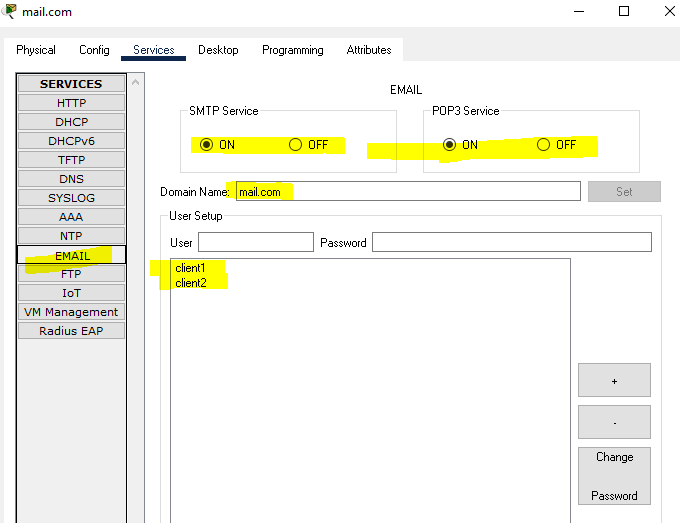 mail.com
Physical Config Services Desktop Programming Attributes
SERVICES
HTTP
DHCP
DHCPv6
TFTP
DNS
SYSLOG
AAA
NTP
EMAIL
FTP
IoT
VM Management
Radius EAP
EMAIL
SMTP Service
ON OFF
POP3 Service
ON OFF
Domain Name: mail.com Set
User Setup
User Password
client1
client2
+
-
Change
Password